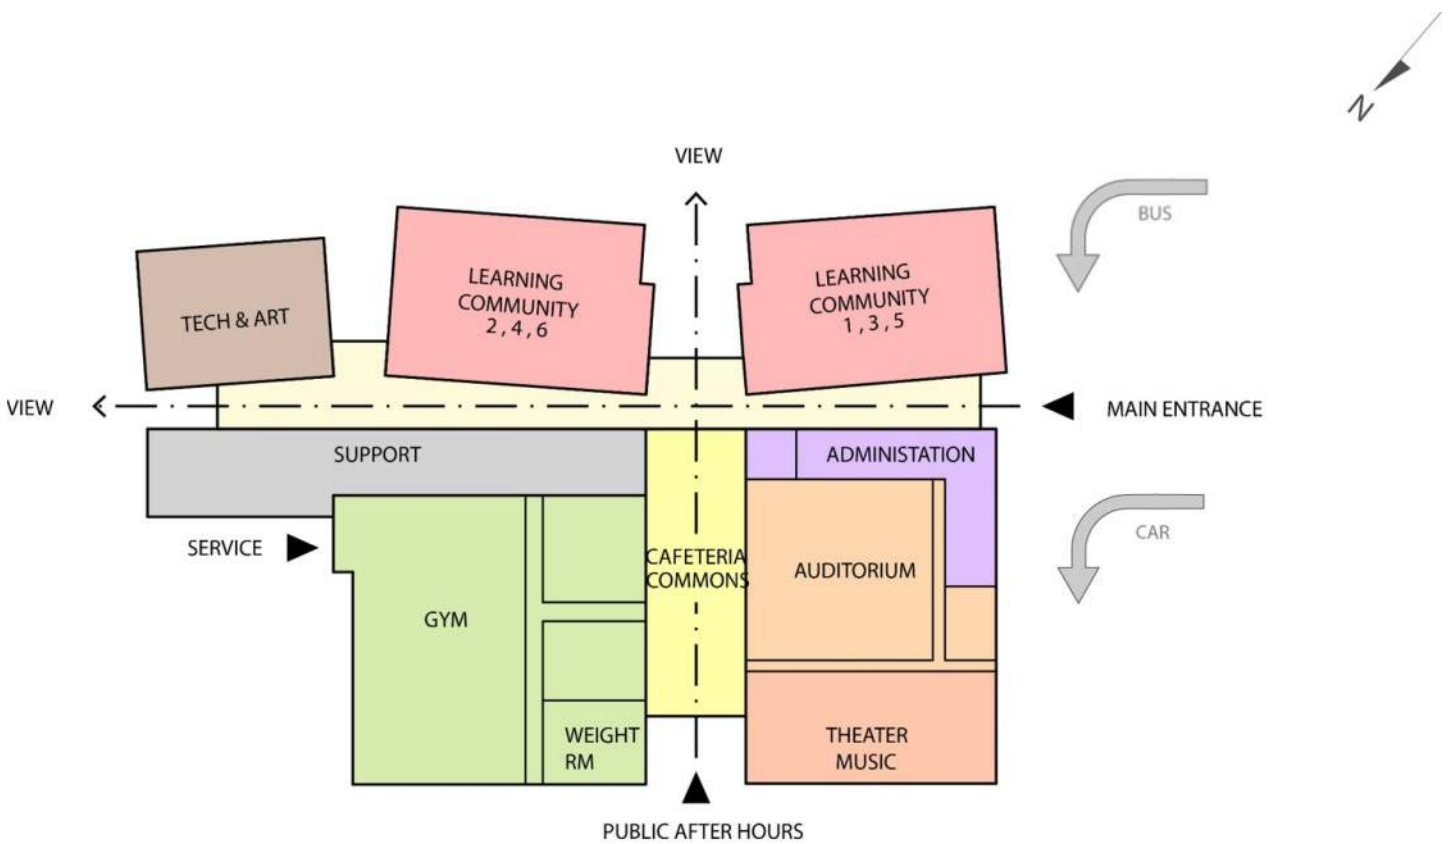 N
VIEW
BUS
LEARNING
COMMUNITY
2 , 4 , 6
LEARNING
COMMUNITY
1 , 3 , 5
TECH & ART
VIEW
MAIN ENTRANCE
SUPPORT
ADMINISTATION
SERVICE
CAFETERIA
COMMONS
AUDITORIUM
CAR
GYM
WEIGHT
RM
THEATER
MUSIC
PUBLIC AFTER HOURS